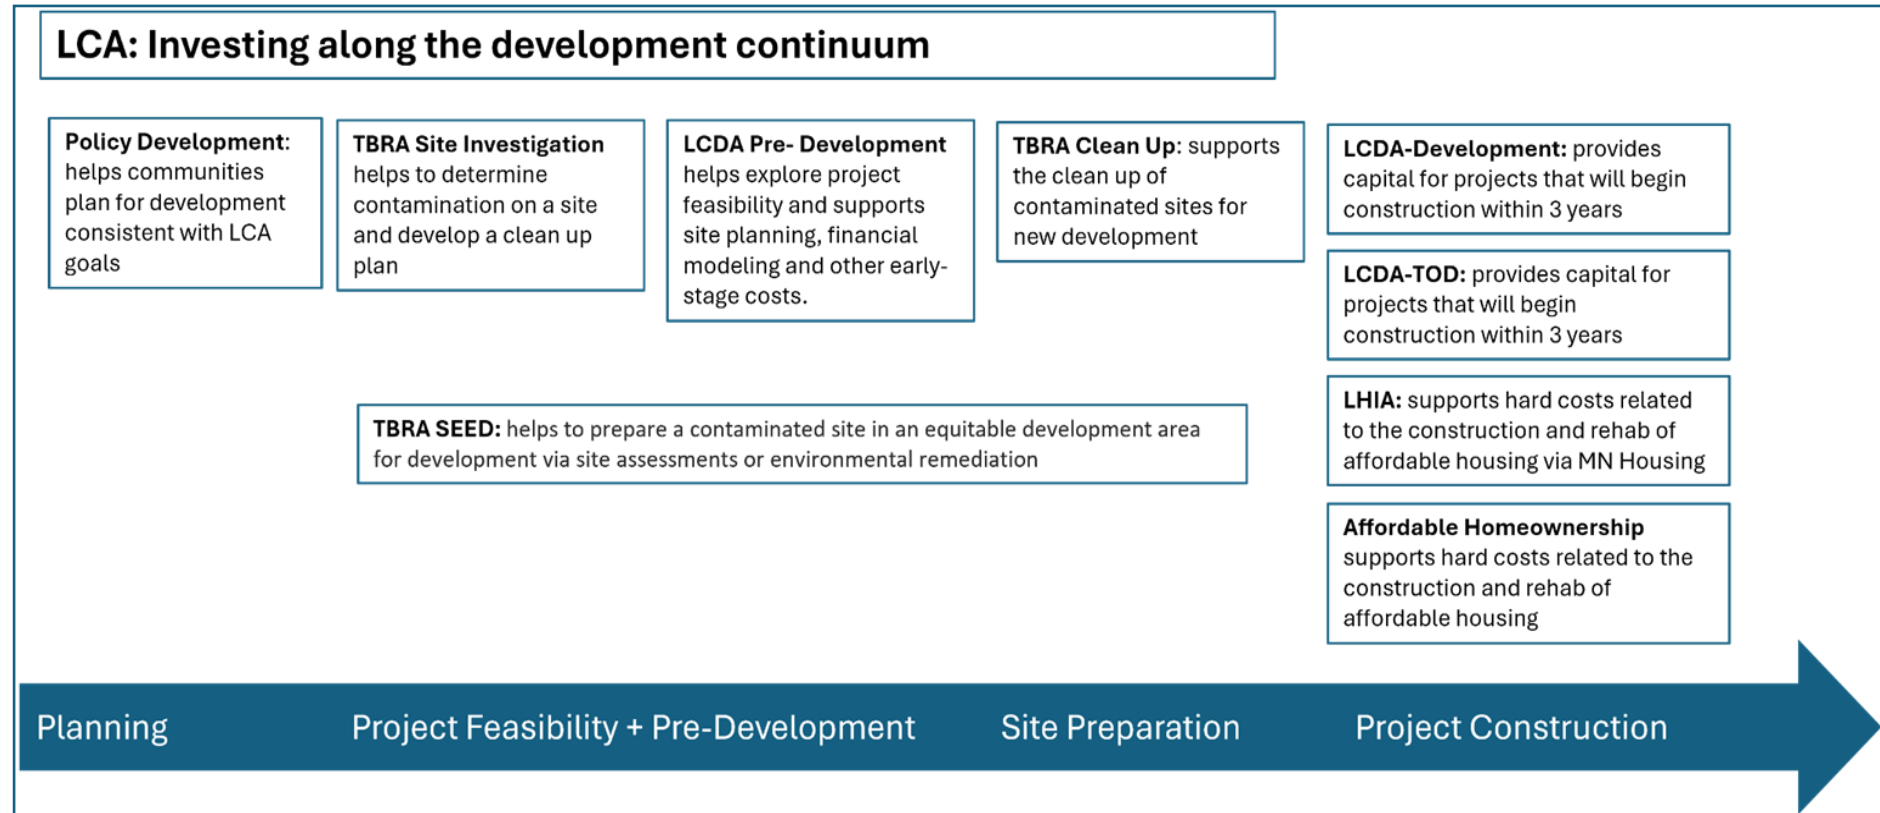 LCA: Investing along the development continuum
Policy Development:
helps communities
plan for development
consistent with LCA
goals
TBRA Site Investigation
helps to determine
contamination on a site
and develop a clean up
plan
LCDA Pre- Development
helps explore project
feasibility and supports
site planning, financial
modeling and other early-
stage costs.
TBRA Clean Up: supports
the clean up of
contaminated sites for
new development
LCDA-Development: provides
capital for projects that will begin
construction within 3 years
LCDA-TOD: provides capital for
projects that will begin
construction within 3 years
LHIA: supports hard costs related
to the construction and rehab of
affordable housing via MN Housing
Affordable Homeownership
supports hard costs related to the
construction and rehab of
affordable housing
TBRA SEED: helps to prepare a contaminated site in an equitable development area
for development via site assessments or environmental remediation
Planning
Project Feasibility + Pre-Development
Site Preparation
Project Construction